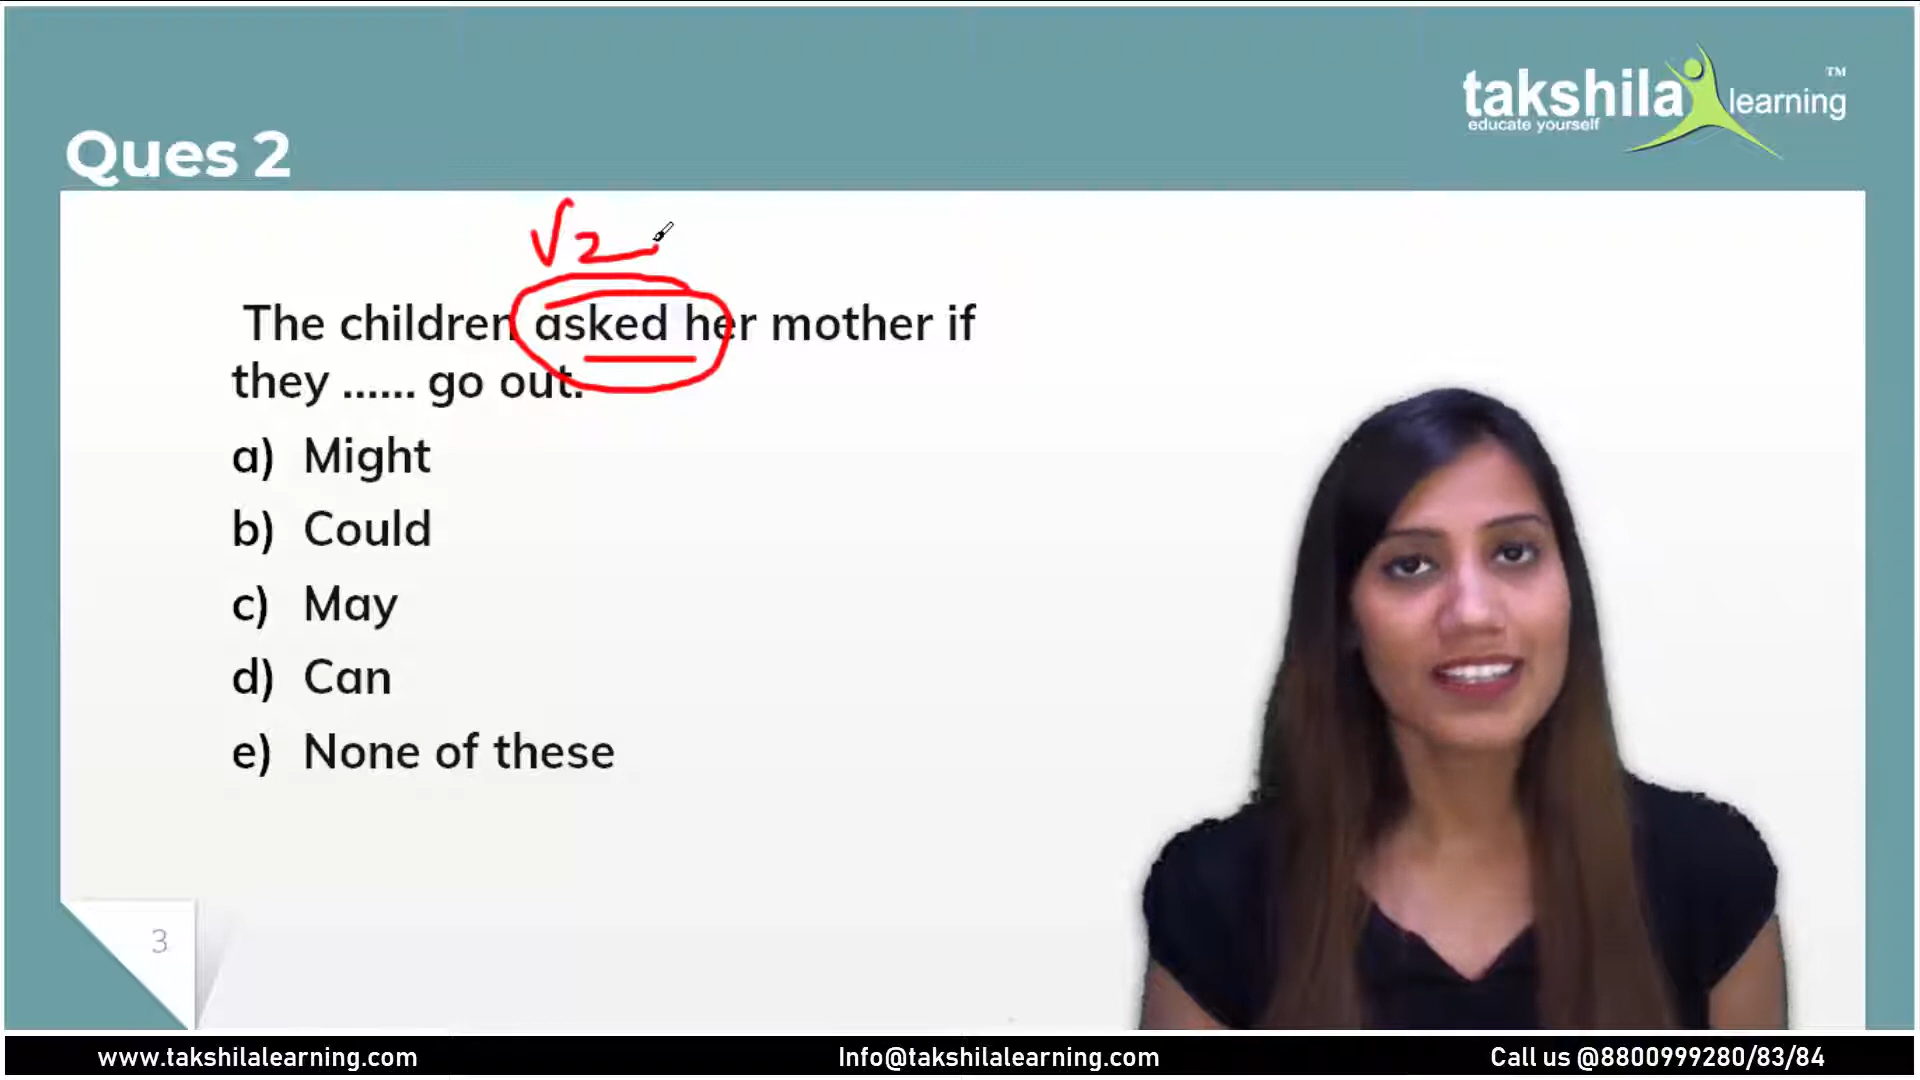 takshila learning ™
educate yourself
Ques 2
√2
The children asked her mother if
they ...... go out.
a) Might
b) Could
c) May
d) Can
e) None of these
3
www.takshilalearning.com
Info@takshilalearning.com
Call us @8800999280/83/84